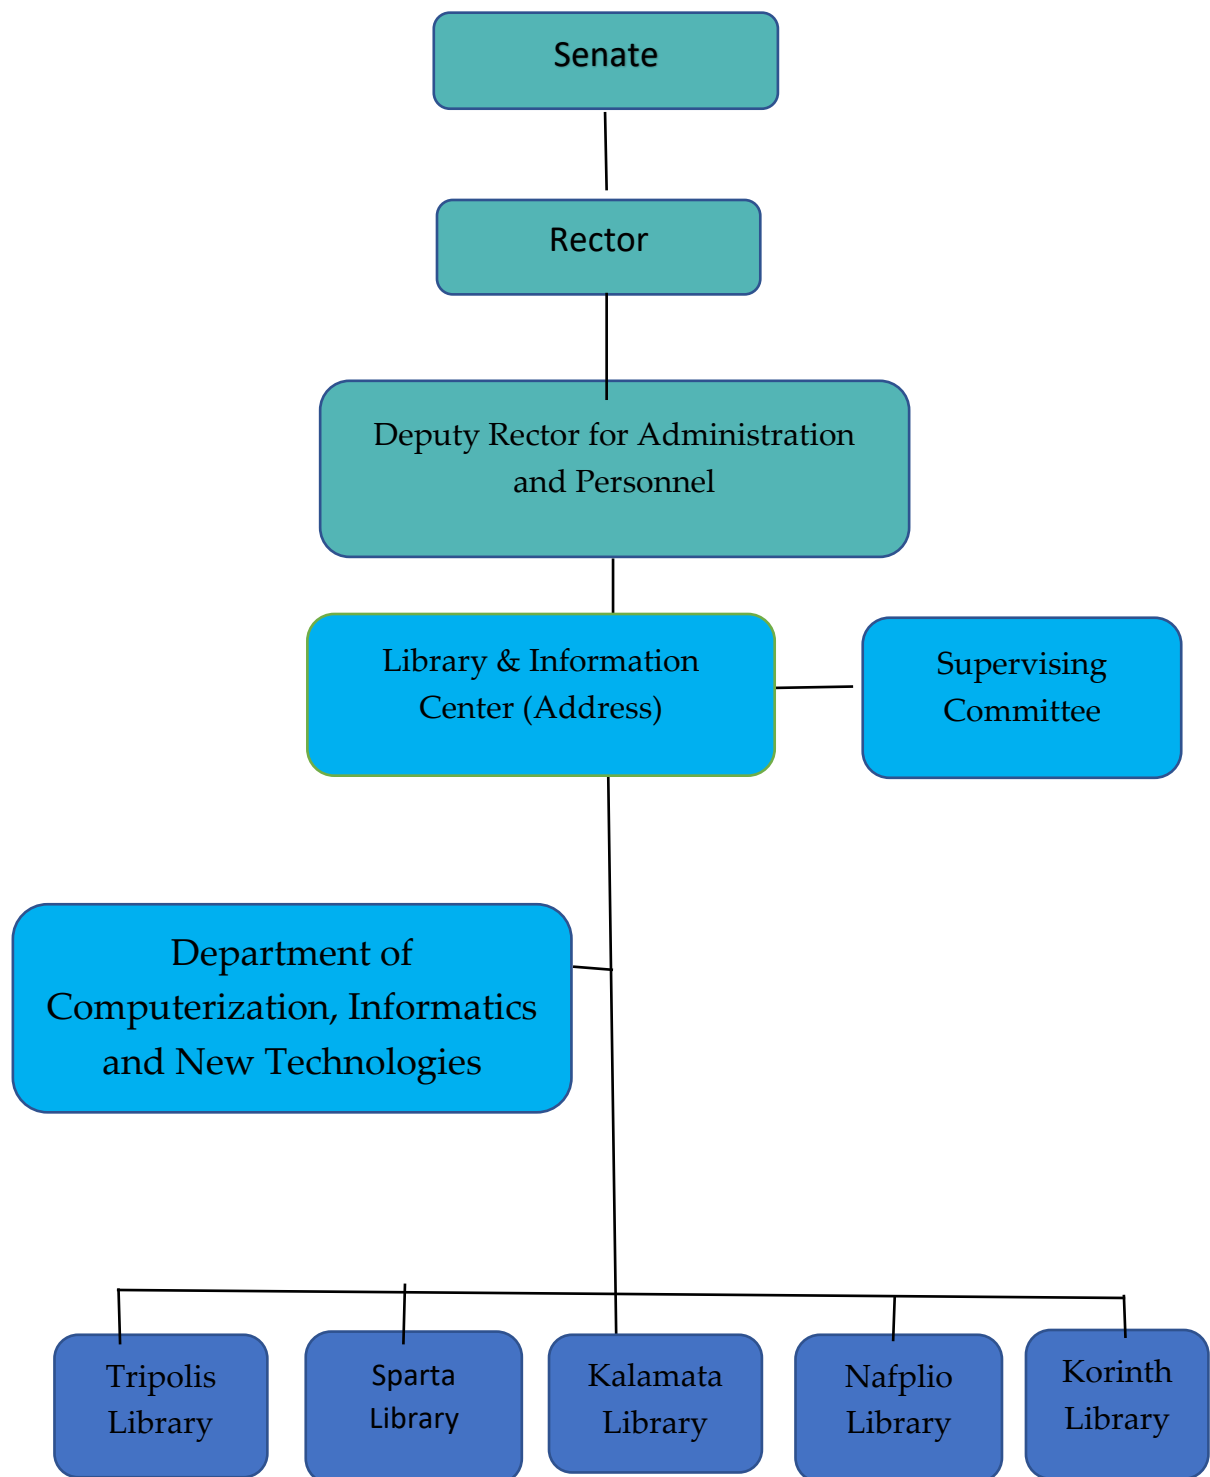 Senate
Rector
Deputy Rector for Administration
and Personnel
Library & Information
Center (Address)
Supervising
Committee
Department of
Computerization, Informatics
and New Technologies
Tripolis
Library
Sparta
Library
Kalamata
Library
Nafplio
Library
Korinth
Library